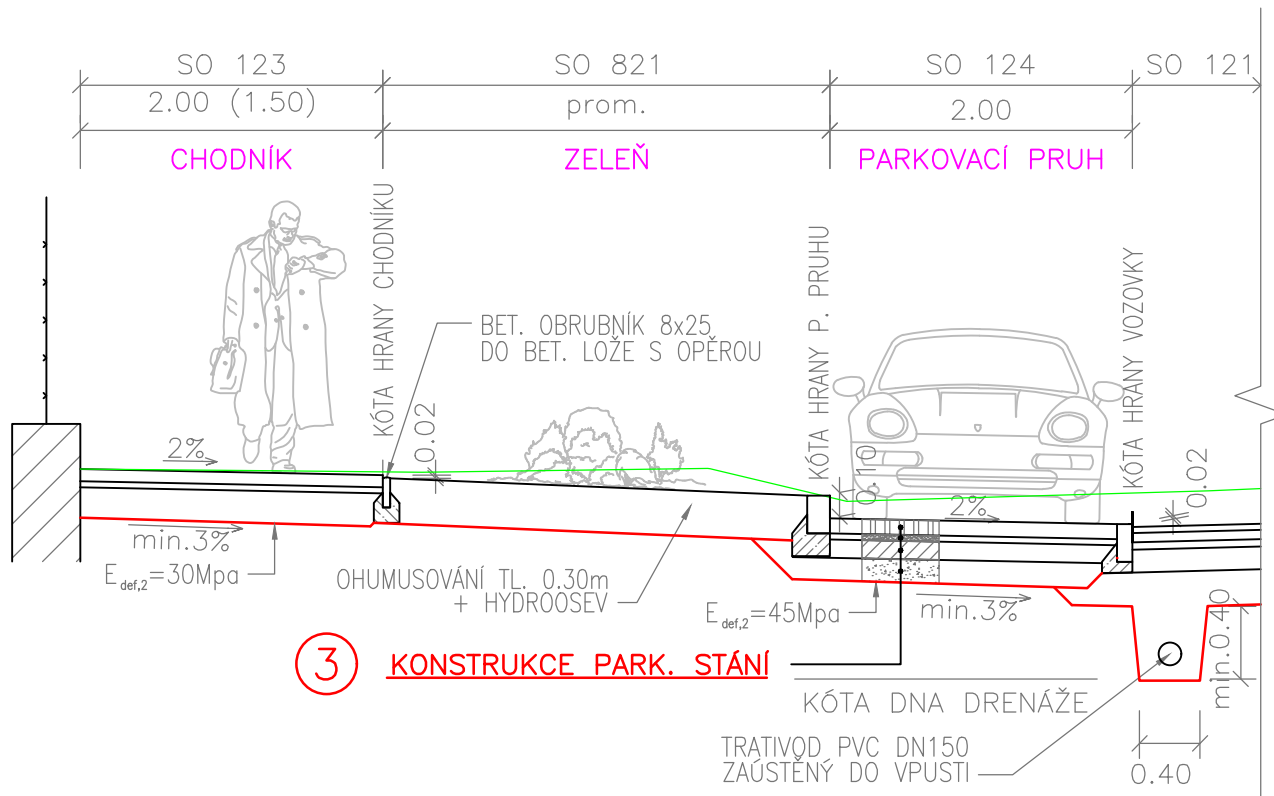 SO 123
SO 821
SO 124
SO 121
2.00 (1.50)
prom.
2.00
CHODNÍK
ZELEŇ
PARKOVACÍ PRUH
KÓTA HRANY CHODNÍKU
KÓTA HRANY P. PRUHU
KÓTA HRANY VOZOVKY
BET. OBRUBNÍK 8x25
DO BET. LOŽE S OPĚROU
0.02
2%
0.10
2%
0.02
min.3%
Edef,2=30Mpa
OHUMUSOVÁNÍ TL. 0.30m
+ HYDROOSEV
Edef,2=45Mpa
min.3%
min.0.40
3
KONSTRUKCE PARK. STÁNÍ
KÓTA DNA DRENÁŽE
TRATIVOD PVC DN150
ZAÚSTĚNÝ DO VPUSTI
0.40